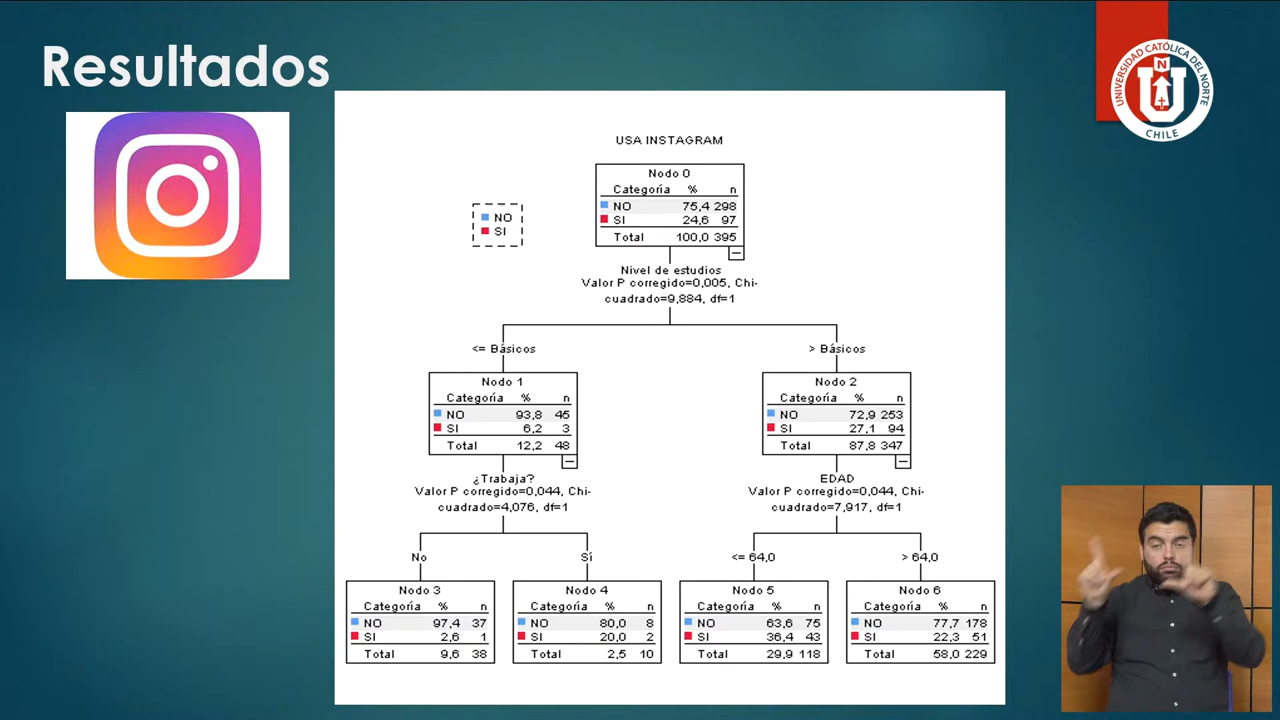 Resultados
UNIVERSIDAD CATÓLICA DEL NORTE
N
CHILE
USA INSTAGRAM
NO
SI
Nodo 0
Categoría % n
NO 75,4 298
SI 24,6 97
Total 100,0 395
Nivel de estudios
Valor P corregido=0,005, Chi-
cuadrado=9,884, df=1
<= Básicos
> Básicos
Nodo 1
Categoría % n
NO 93,8 45
SI 6,2 3
Total 12,2 48
Nodo 2
Categoría % n
NO 72,9 253
SI 27,1 94
Total 87,8 347
¿Trabaja?
Valor P corregido=0,044, Chi-
cuadrado=4,076, df=1
EDAD
Valor P corregido=0,044, Chi-
cuadrado=7,917, df=1
No
Sí
<= 64,0
> 64,0
Nodo 3
Categoría % n
NO 97,4 37
SI 2,6 1
Total 9,6 38
Nodo 4
Categoría % n
NO 80,0 8
SI 20,0 2
Total 2,5 10
Nodo 5
Categoría % n
NO 63,6 75
SI 36,4 43
Total 29,9 118
Nodo 6
Categoría % n
NO 77,7 178
SI 22,3 51
Total 58,0 229